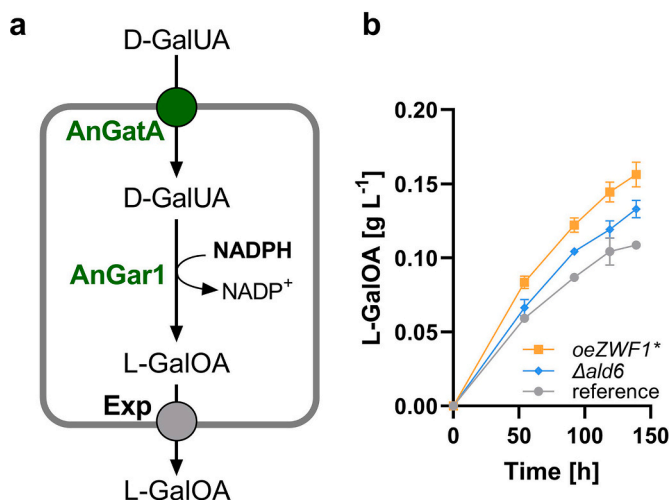 a
D-GalUA
AnGatA
D-GalUA
AnGar1
NADPH
NADP+
L-GalOA
Exp
L-GalOA
b
L-GalOA [g L⁻¹]
0.20
0.15
0.10
0.05
0.00
oeZWF1*
Δald6
reference
0
50
100
150
Time [h]